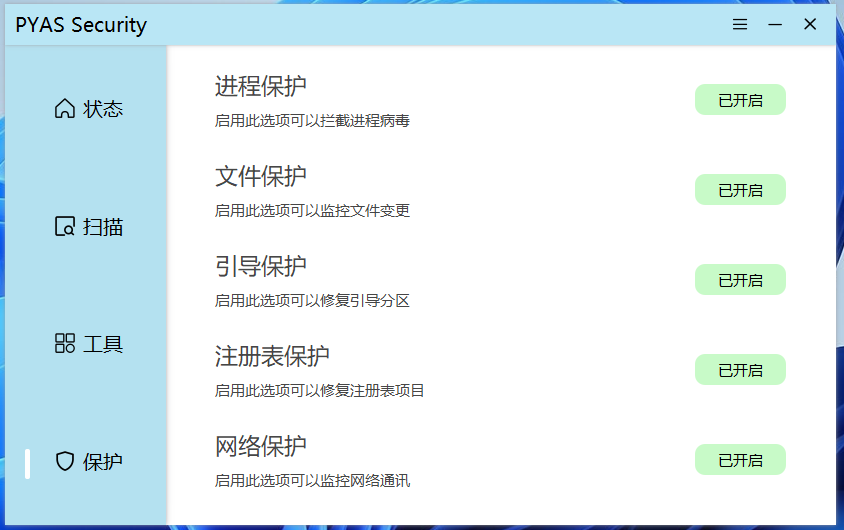 PYAS Security
状态
扫描
工具
保护
进程保护
启用此选项可以拦截进程病毒
已开启
文件保护
启用此选项可以监控文件变更
已开启
引导保护
启用此选项可以修复引导分区
已开启
注册表保护
启用此选项可以修复注册表项目
已开启
网络保护
启用此选项可以监控网络通讯
已开启